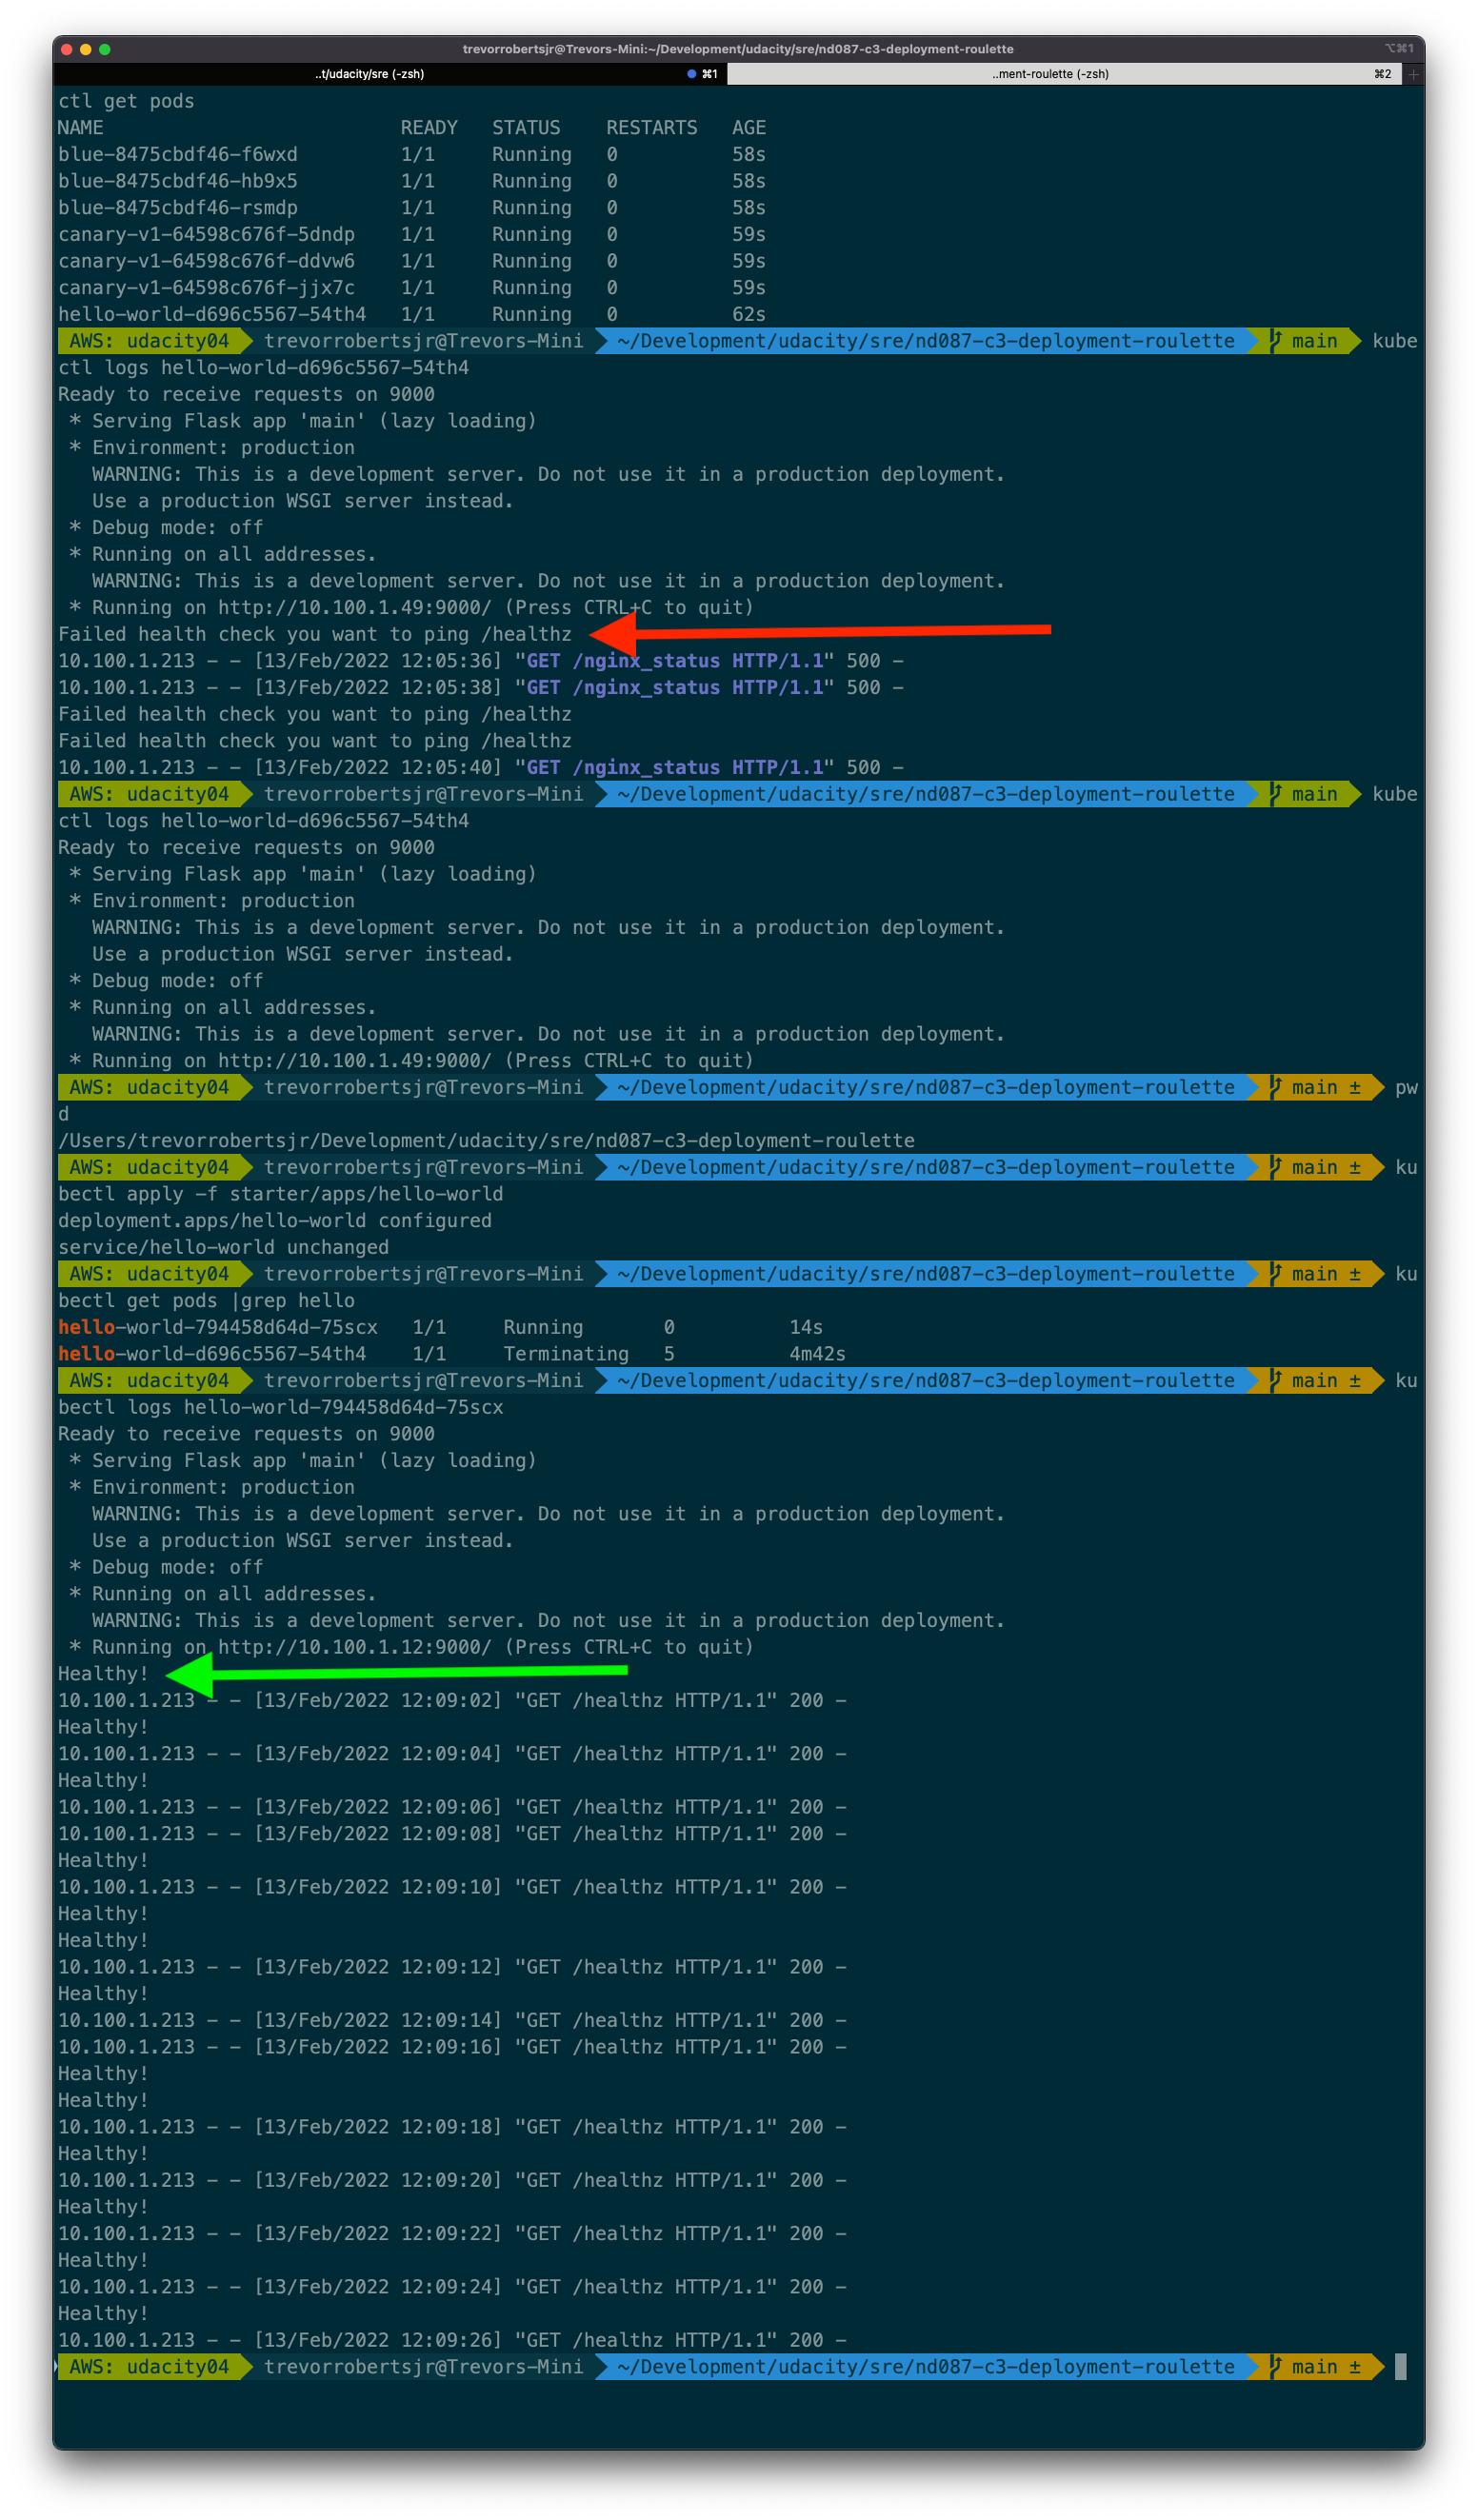 trevorrobertsjr@Trevors-Mini:~/Development/udacity/sre/nd087-c3-deployment-roulette ⌥⌘1
..t/udacity/sre (-zsh) ● ⌘1 ..ment-roulette (-zsh) ⌘2 +
ctl get pods
NAME READY STATUS RESTARTS AGE
blue-8475cbdf46-f6wxd 1/1 Running 0 58s
blue-8475cbdf46-hb9x5 1/1 Running 0 58s
blue-8475cbdf46-rsmdp 1/1 Running 0 58s
canary-v1-64598c676f-5dndp 1/1 Running 0 59s
canary-v1-64598c676f-ddvw6 1/1 Running 0 59s
canary-v1-64598c676f-jjx7c 1/1 Running 0 59s
hello-world-d696c5567-54th4 1/1 Running 0 62s
AWS: udacity04 trevorrobertsjr@Trevors-Mini ~/Development/udacity/sre/nd087-c3-deployment-roulette main kube
ctl logs hello-world-d696c5567-54th4
Ready to receive requests on 9000
* Serving Flask app 'main' (lazy loading)
* Environment: production
WARNING: This is a development server. Do not use it in a production deployment.
Use a production WSGI server instead.
* Debug mode: off
* Running on all addresses.
WARNING: This is a development server. Do not use it in a production deployment.
* Running on http://10.100.1.49:9000/ (Press CTRL+C to quit)
Failed health check you want to ping /healthz
10.100.1.213 - - [13/Feb/2022 12:05:36] "GET /nginx_status HTTP/1.1" 500 -
10.100.1.213 - - [13/Feb/2022 12:05:38] "GET /nginx_status HTTP/1.1" 500 -
Failed health check you want to ping /healthz
Failed health check you want to ping /healthz
10.100.1.213 - - [13/Feb/2022 12:05:40] "GET /nginx_status HTTP/1.1" 500 -
AWS: udacity04 trevorrobertsjr@Trevors-Mini ~/Development/udacity/sre/nd087-c3-deployment-roulette main kube
ctl logs hello-world-d696c5567-54th4
Ready to receive requests on 9000
* Serving Flask app 'main' (lazy loading)
* Environment: production
WARNING: This is a development server. Do not use it in a production deployment.
Use a production WSGI server instead.
* Debug mode: off
* Running on all addresses.
WARNING: This is a development server. Do not use it in a production deployment.
* Running on http://10.100.1.49:9000/ (Press CTRL+C to quit)
AWS: udacity04 trevorrobertsjr@Trevors-Mini ~/Development/udacity/sre/nd087-c3-deployment-roulette main ± pw
d
/Users/trevorrobertsjr/Development/udacity/sre/nd087-c3-deployment-roulette
AWS: udacity04 trevorrobertsjr@Trevors-Mini ~/Development/udacity/sre/nd087-c3-deployment-roulette main ± ku
bectl apply -f starter/apps/hello-world
deployment.apps/hello-world configured
service/hello-world unchanged
AWS: udacity04 trevorrobertsjr@Trevors-Mini ~/Development/udacity/sre/nd087-c3-deployment-roulette main ± ku
bectl get pods |grep hello
hello-world-794458d64d-75scx 1/1 Running 0 14s
hello-world-d696c5567-54th4 1/1 Terminating 5 4m42s
AWS: udacity04 trevorrobertsjr@Trevors-Mini ~/Development/udacity/sre/nd087-c3-deployment-roulette main ± ku
bectl logs hello-world-794458d64d-75scx
Ready to receive requests on 9000
* Serving Flask app 'main' (lazy loading)
* Environment: production
WARNING: This is a development server. Do not use it in a production deployment.
Use a production WSGI server instead.
* Debug mode: off
* Running on all addresses.
WARNING: This is a development server. Do not use it in a production deployment.
* Running on http://10.100.1.12:9000/ (Press CTRL+C to quit)
Healthy!
10.100.1.213 - - [13/Feb/2022 12:09:02] "GET /healthz HTTP/1.1" 200 -
Healthy!
10.100.1.213 - - [13/Feb/2022 12:09:04] "GET /healthz HTTP/1.1" 200 -
Healthy!
10.100.1.213 - - [13/Feb/2022 12:09:06] "GET /healthz HTTP/1.1" 200 -
10.100.1.213 - - [13/Feb/2022 12:09:08] "GET /healthz HTTP/1.1" 200 -
Healthy!
10.100.1.213 - - [13/Feb/2022 12:09:10] "GET /healthz HTTP/1.1" 200 -
Healthy!
Healthy!
10.100.1.213 - - [13/Feb/2022 12:09:12] "GET /healthz HTTP/1.1" 200 -
Healthy!
10.100.1.213 - - [13/Feb/2022 12:09:14] "GET /healthz HTTP/1.1" 200 -
10.100.1.213 - - [13/Feb/2022 12:09:16] "GET /healthz HTTP/1.1" 200 -
Healthy!
Healthy!
10.100.1.213 - - [13/Feb/2022 12:09:18] "GET /healthz HTTP/1.1" 200 -
Healthy!
10.100.1.213 - - [13/Feb/2022 12:09:20] "GET /healthz HTTP/1.1" 200 -
Healthy!
10.100.1.213 - - [13/Feb/2022 12:09:22] "GET /healthz HTTP/1.1" 200 -
Healthy!
10.100.1.213 - - [13/Feb/2022 12:09:24] "GET /healthz HTTP/1.1" 200 -
Healthy!
10.100.1.213 - - [13/Feb/2022 12:09:26] "GET /healthz HTTP/1.1" 200 -
AWS: udacity04 trevorrobertsjr@Trevors-Mini ~/Development/udacity/sre/nd087-c3-deployment-roulette main ±